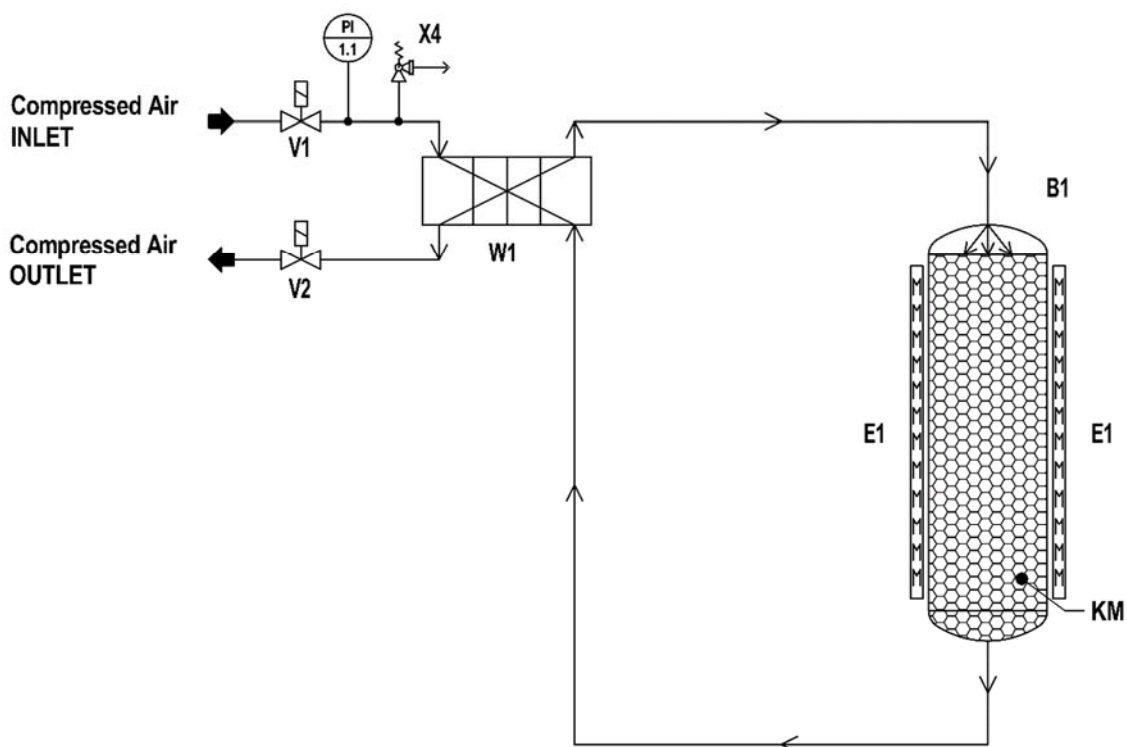 PI
1.1
X4
Compressed Air
INLET
V1
B1
Compressed Air
OUTLET
V2
W1
E1
E1
KM